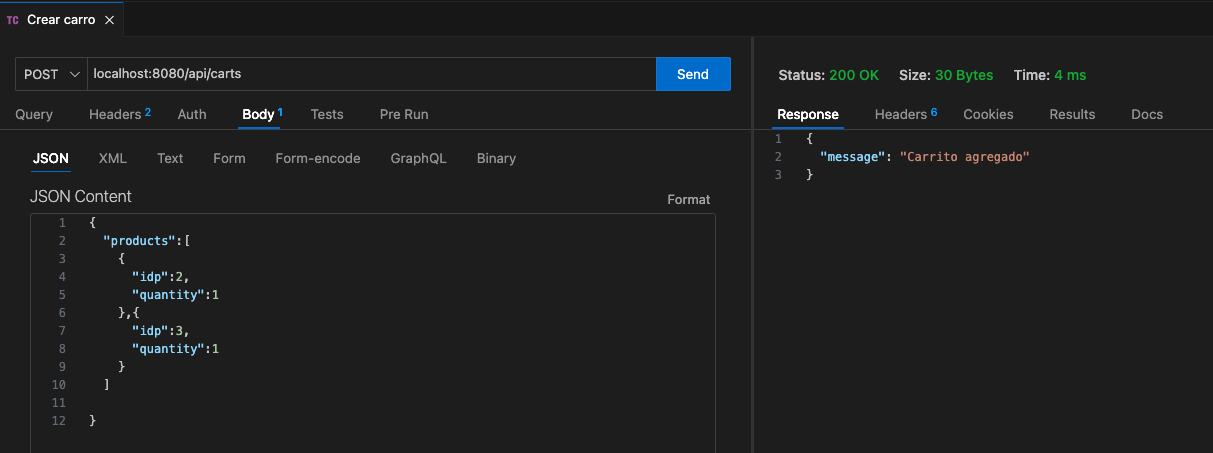 TC Crear carro ×
POST localhost:8080/api/carts Send
Query Headers 2 Auth Body 1 Tests Pre Run
JSON XML Text Form Form-encode GraphQL Binary
JSON Content
Format
1 {
2 "products":[
3 {
4 "idp":2,
5 "quantity":1
6 },{
7 "idp":3,
8 "quantity":1
9 }
10 ]
11
12 }
Status: 200 OK Size: 30 Bytes Time: 4 ms
Response Headers 6 Cookies Results Docs
1 {
2 "message": "Carrito agregado"
3 }